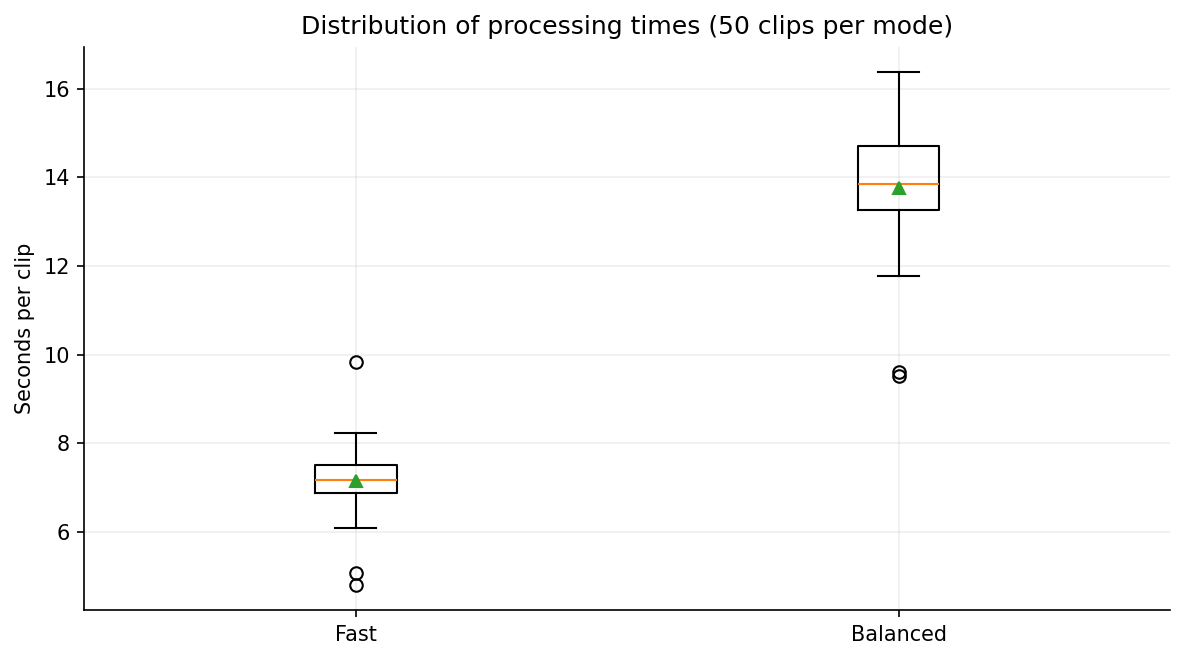 Distribution of processing times (50 clips per mode)
Seconds per clip
16
14
12
10
8
6
Fast
Balanced